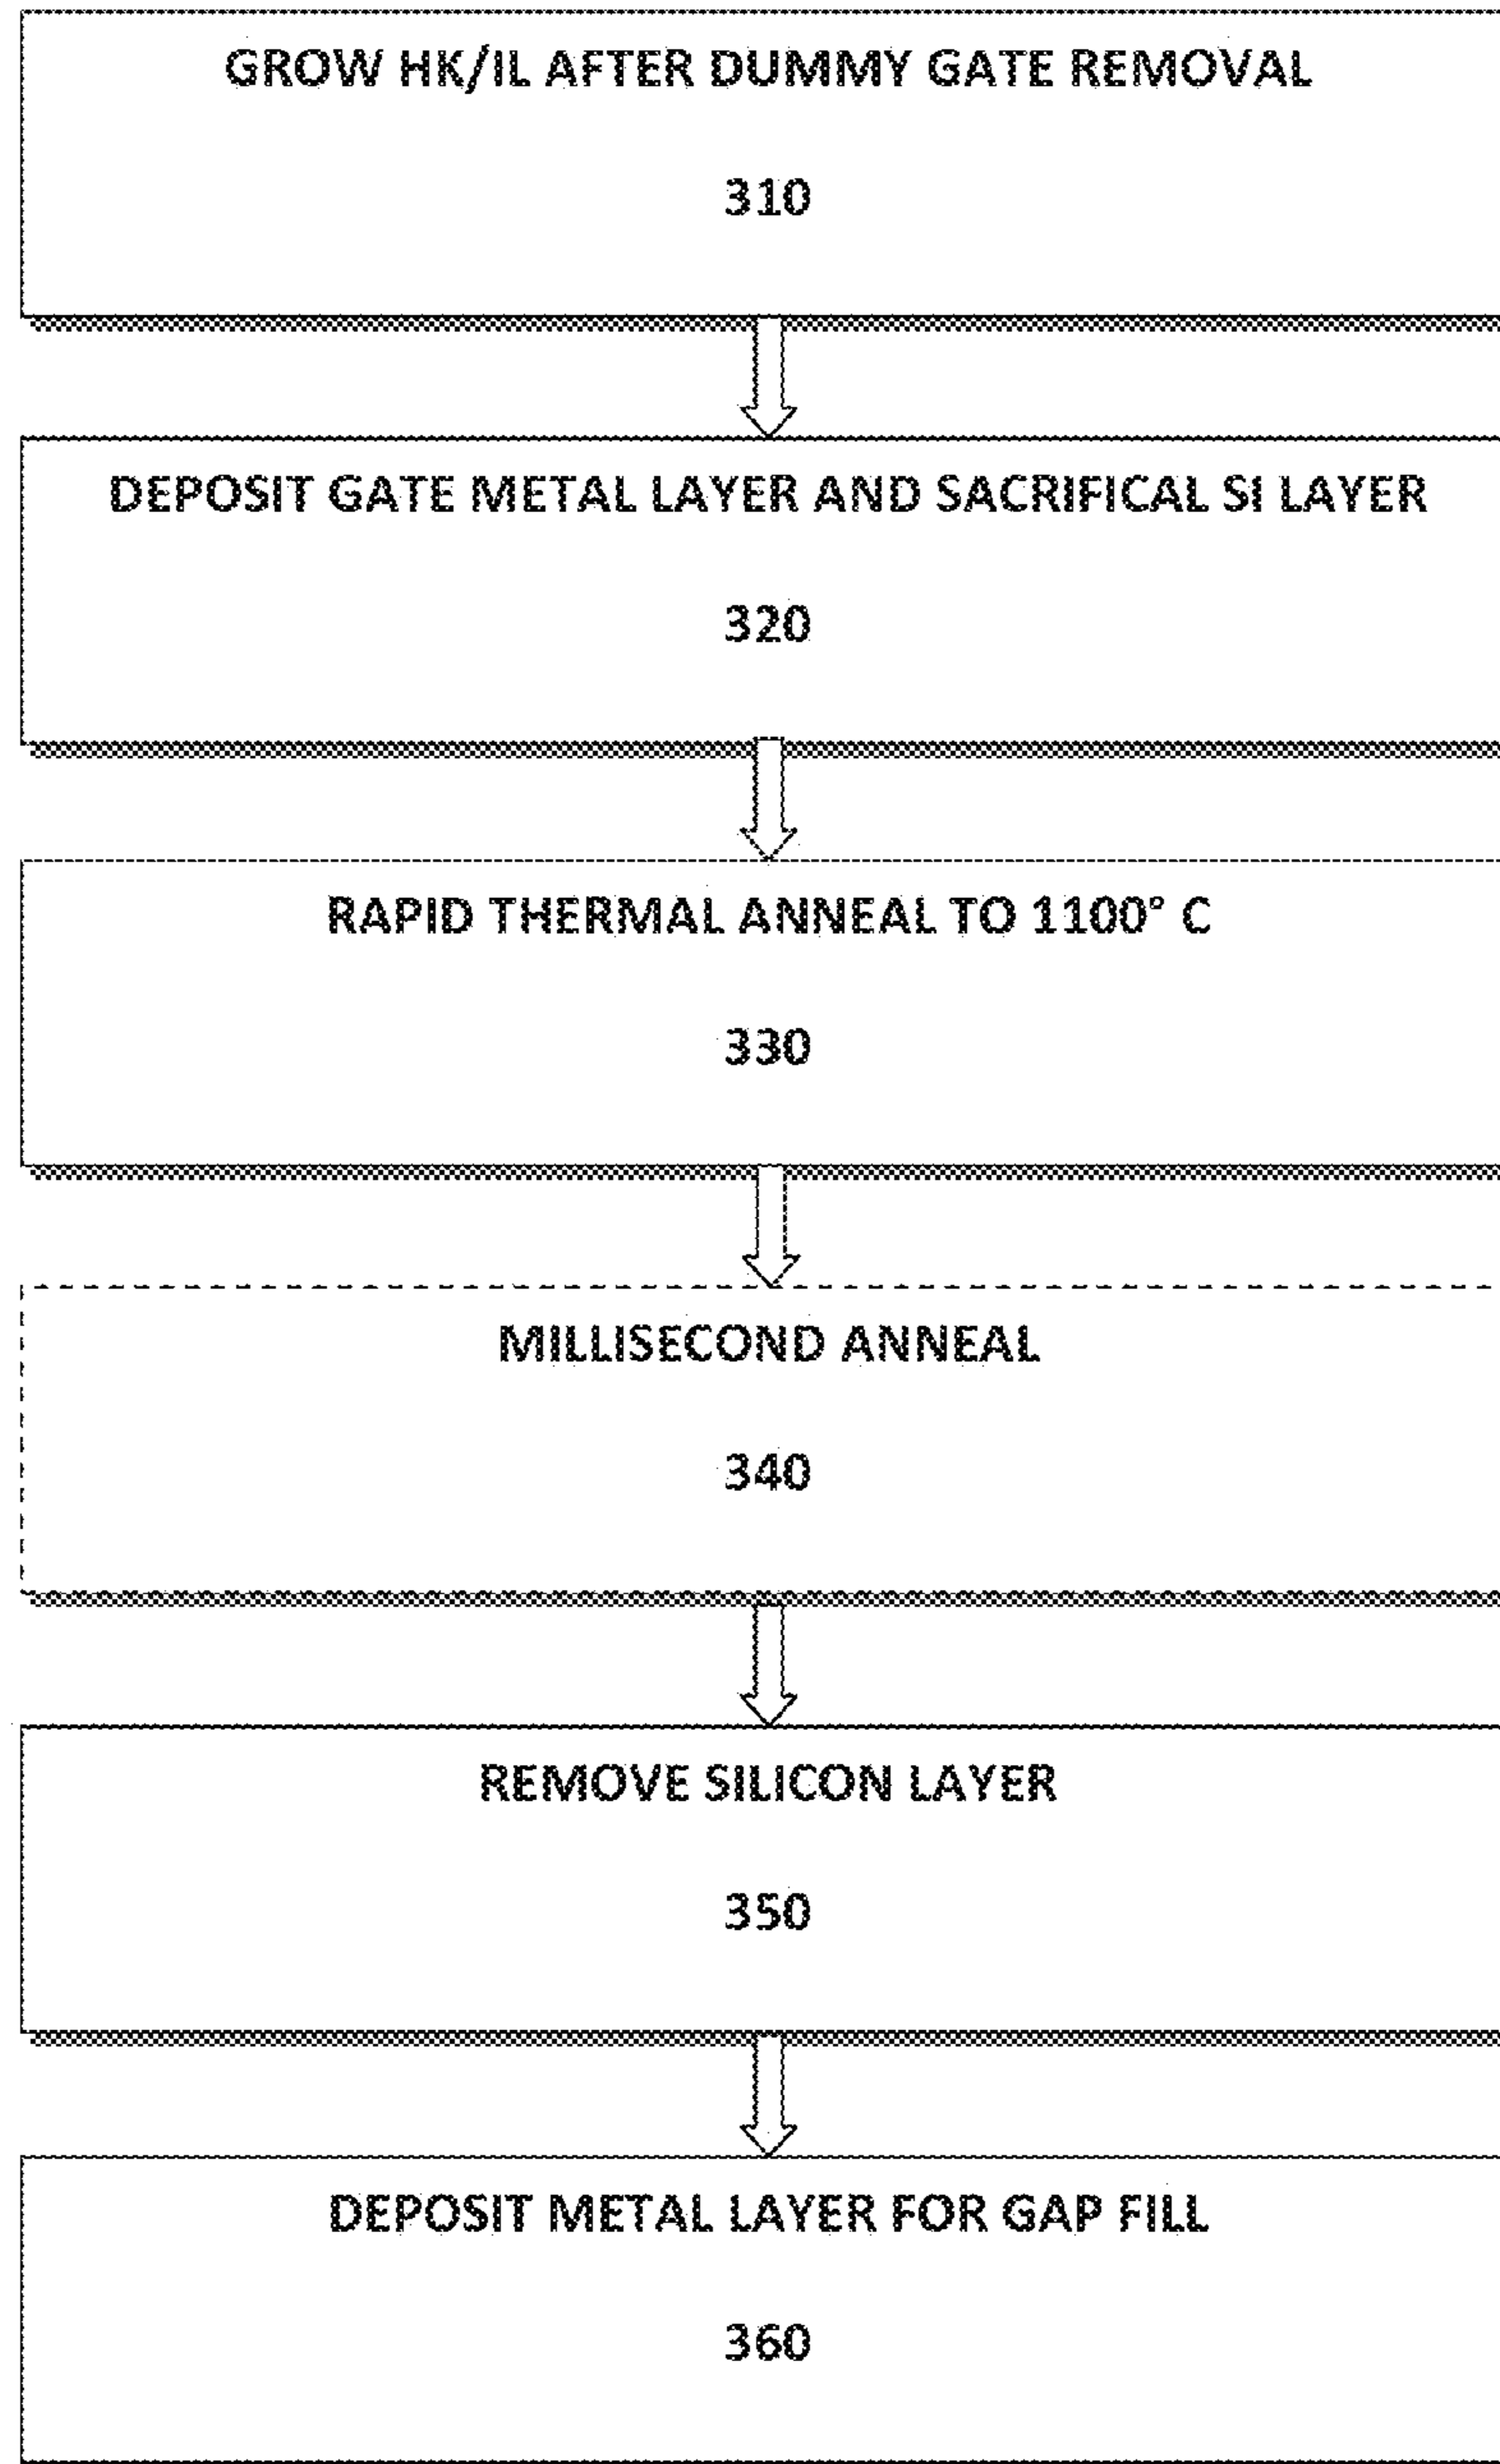 GROW HK/IL AFTER DUMMY GATE REMOVAL
310
DEPOSIT GATE METAL LAYER AND SACRIFICAL SI LAYER
320
RAPID THERMAL ANNEAL TO 1100° C
330
MILLISECOND ANNEAL
340
REMOVE SILICON LAYER
350
DEPOSIT METAL LAYER FOR GAP FILL
360